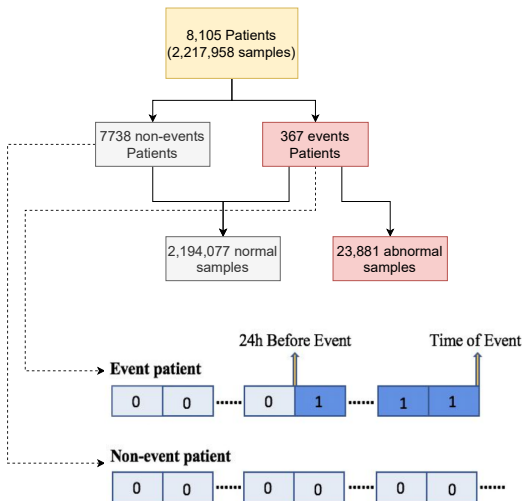 8,105 Patients
(2,217,958 samples)
7738 non-events
Patients
367 events
Patients
2,194,077 normal
samples
23,881 abnormal
samples
24h Before Event
Time of Event
Event patient
0 0 ...... 0 1 ...... 1 1
Non-event patient
0 0 ...... 0 0 ...... 0 0 ......